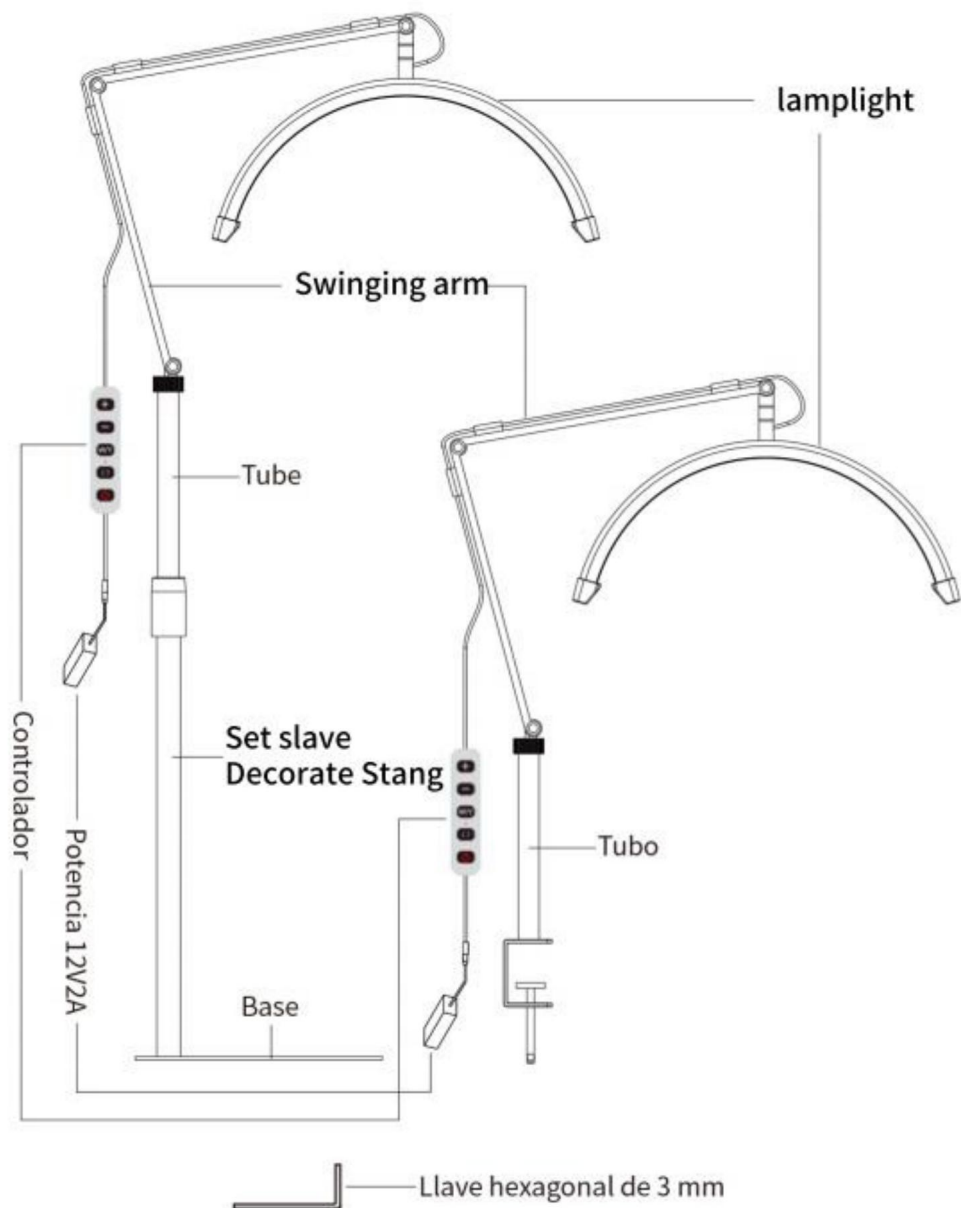 lamplight
Swinging arm
Tube
Set slave
Decorate Stang
Controlador
Potencia 12V2A
Tubo
Base
Llave hexagonal de 3 mm